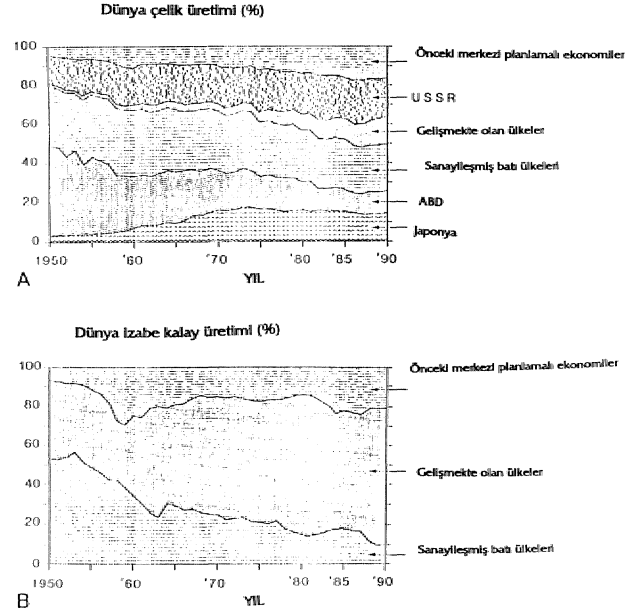 Dünya çelik üretimi (%)
100
80
60
40
20
0
Önceki merkezi planlamalı ekonomiler
U S S R
Gelişmekte olan ülkeler
Sanayileşmiş batı ülkeleri
ABD
Japonya
1950 '60 '70 '80 '85 '90
A YIL
Dünya izabe kalay üretimi (%)
100
80
60
40
20
0
Önceki merkezi planlamalı ekonomiler
Gelişmekte olan ülkeler
Sanayileşmiş batı ülkeleri
1950 '60 '70 '80 '85 '90
B YIL